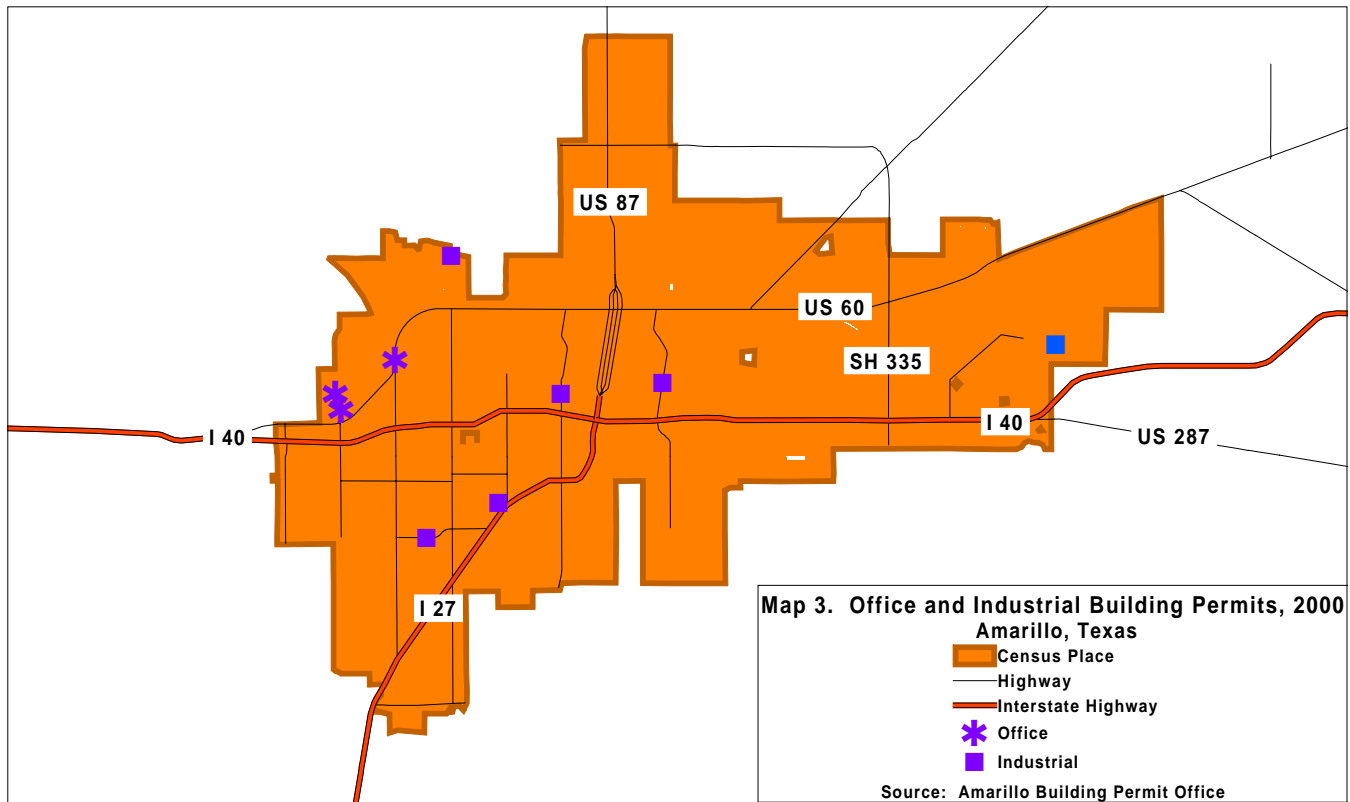 US 87
US 60
SH 335
I 40
I 40
US 287
I 27
Map 3. Office and Industrial Building Permits, 2000
Amarillo, Texas
Census Place
Highway
Interstate Highway
Office
Industrial
Source: Amarillo Building Permit Office